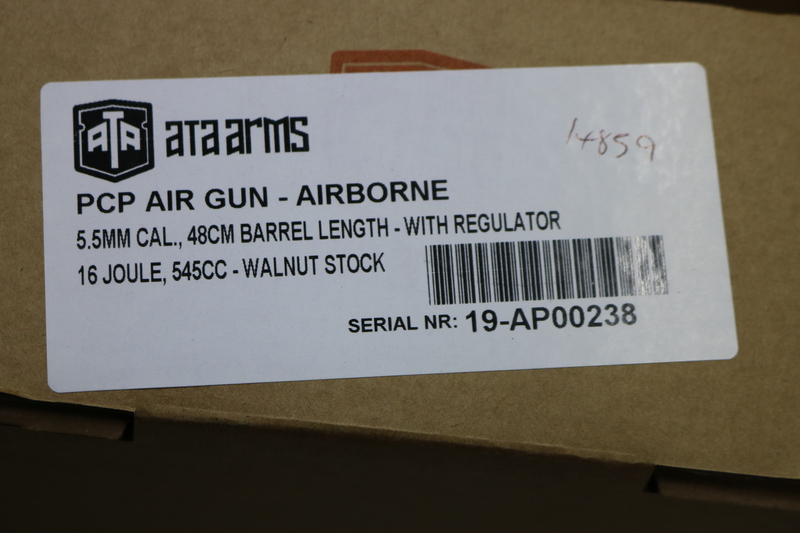 ATA
ata arms
14859
PCP AIR GUN - AIRBORNE
5.5MM CAL., 48CM BARREL LENGTH - WITH REGULATOR
16 JOULE, 545CC - WALNUT STOCK
SERIAL NR: 19-AP00238